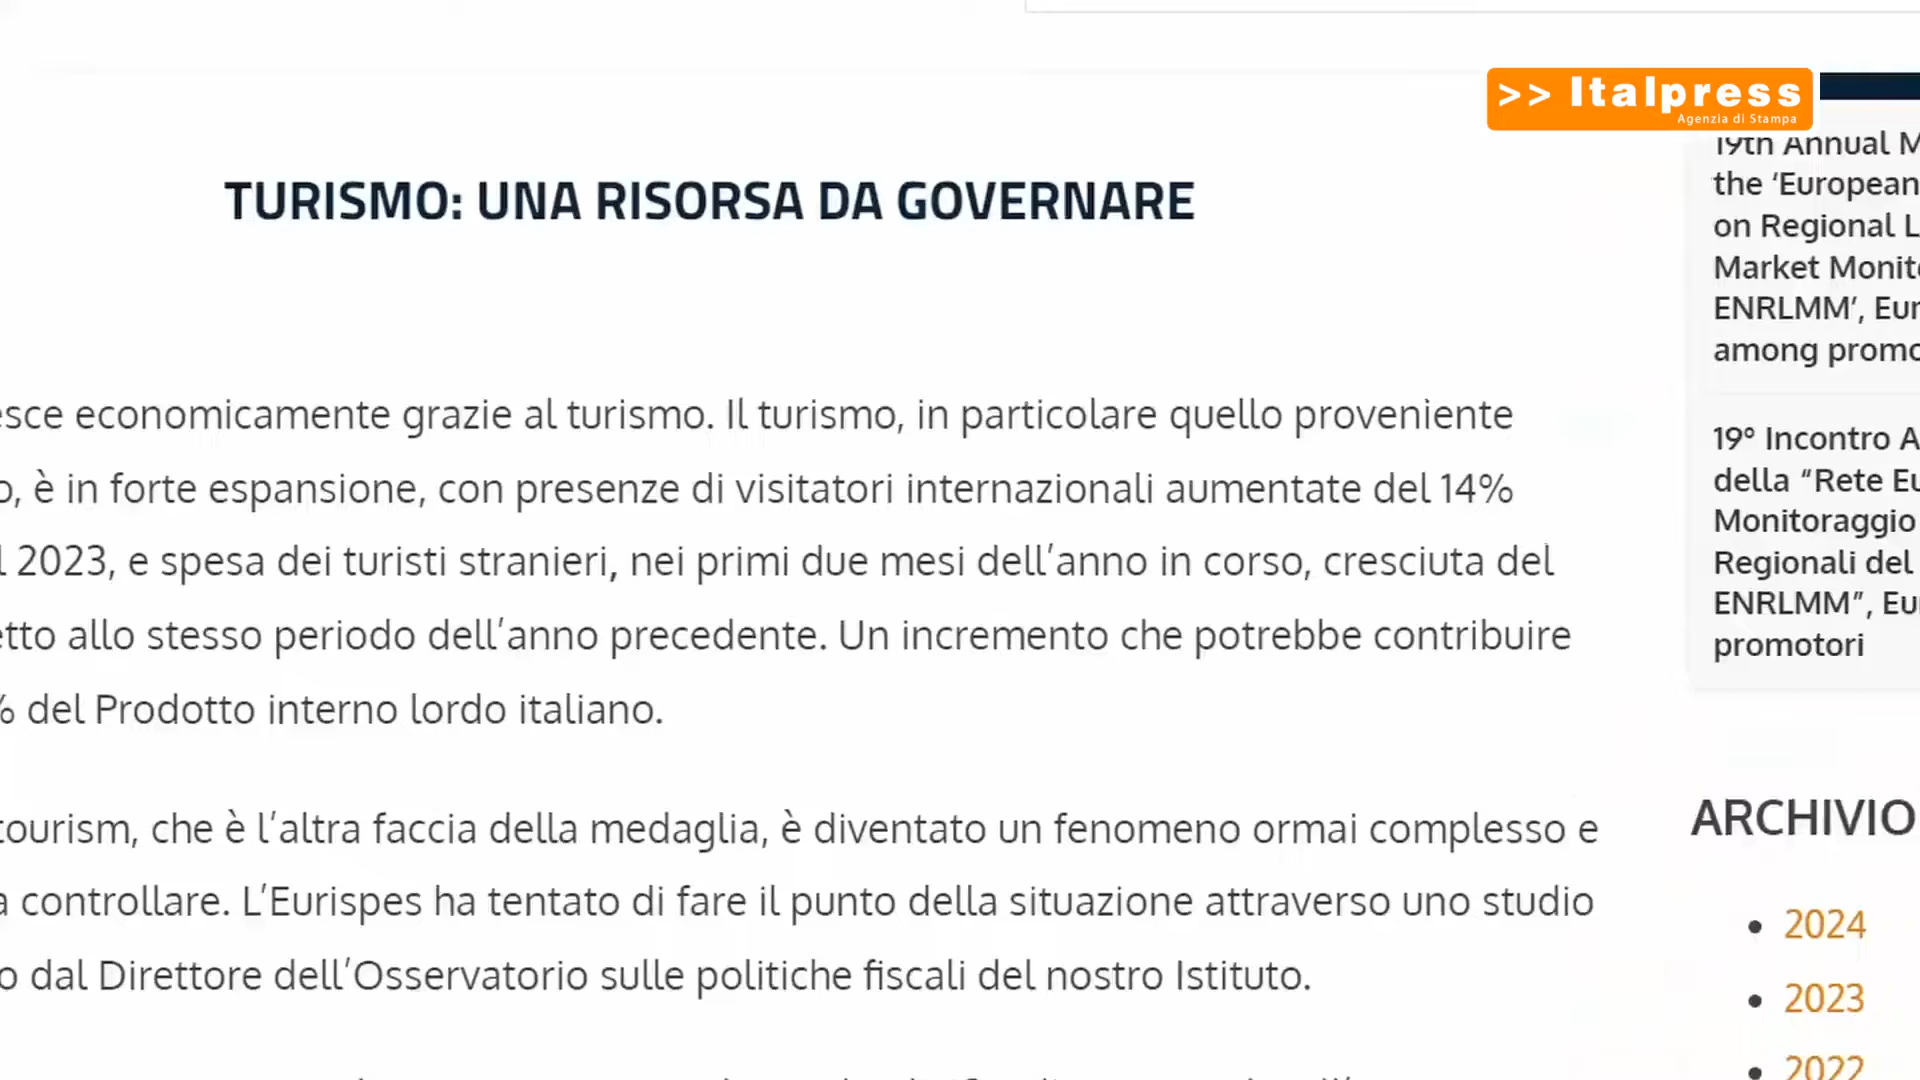 >> Italpress
Agenzia di Stampa
TURISMO: UNA RISORSA DA GOVERNARE
economicamente grazie al turismo. Il turismo, in particolare quello proveniente
è in forte espansione, con presenze di visitatori internazionali aumentate del 14%
2023, e spesa dei turisti stranieri, nei primi due mesi dell’anno in corso, cresciuta del
allo stesso periodo dell’anno precedente. Un incremento che potrebbe contribuire
% del Prodotto interno lordo italiano.
tourism, che è l’altra faccia della medaglia, è diventato un fenomeno ormai complesso e
controllare. L’Eurispes ha tentato di fare il punto della situazione attraverso uno studio
dal Direttore dell’Osservatorio sulle politiche fiscali del nostro Istituto.
19th Annual M
the ‘European
on Regional L
Market Monit
ENRLMM’, Eur
among promo
19° Incontro A
della “Rete Eu
Monitoraggio
Regionali del
ENRLMM”, Eu
promotori
ARCHIVIO
• 2024
• 2023
• 2022